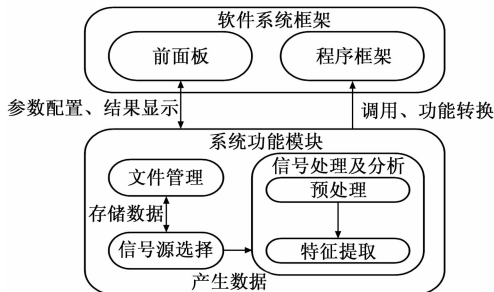 软件系统框架
前面板
程序框架
参数配置、结果显示
调用、功能转换
系统功能模块
文件管理
信号处理及分析
预处理
存储数据
信号源选择
特征提取
产生数据